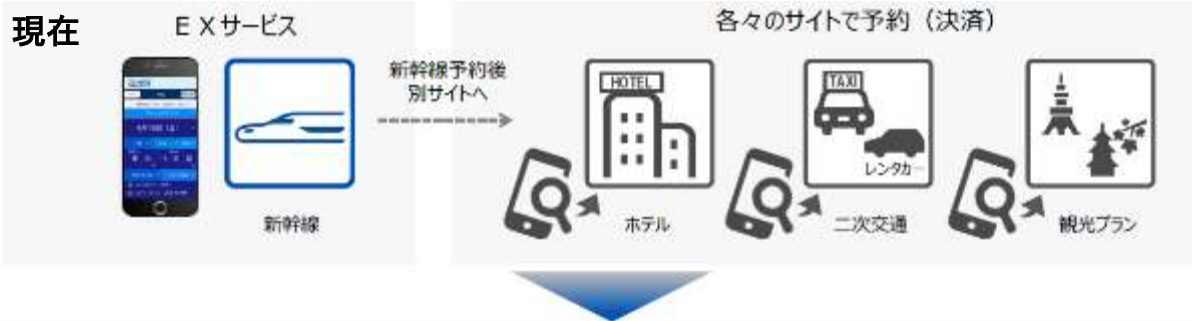 現在
EXサービス
新幹線
新幹線予約後
別サイトへ
各々のサイトで予約（決済）
HOTEL
ホテル
TAXI
レンタカー
二次交通
観光プラン